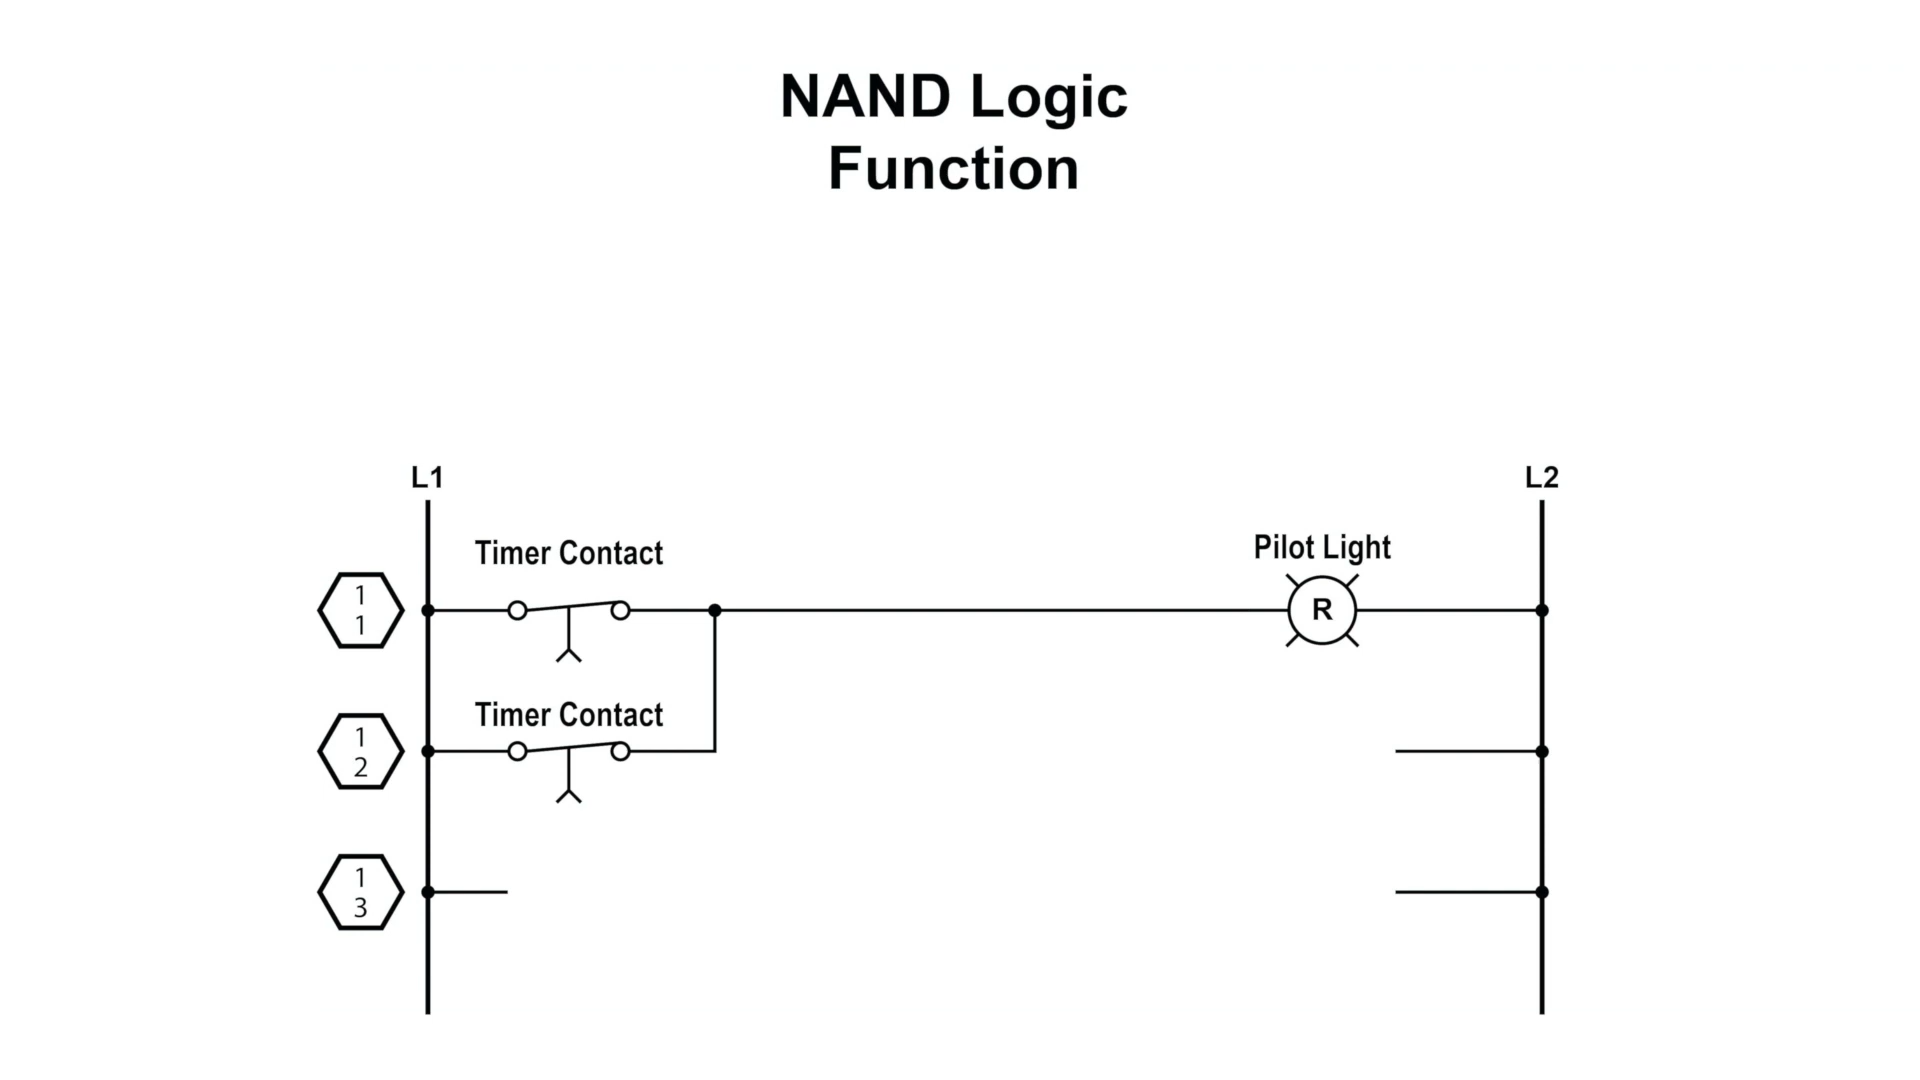 NAND Logic
Function
L1
L2
Timer Contact
Pilot Light
1
1
R
Timer Contact
1
2
1
3